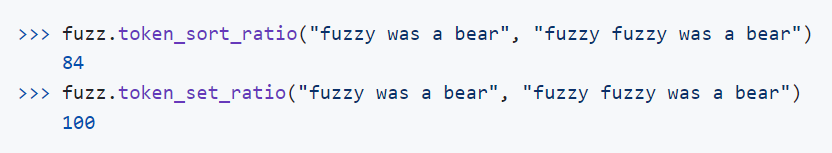 >>> fuzz.token_sort_ratio("fuzzy was a bear", "fuzzy fuzzy was a bear")
84
>>> fuzz.token_set_ratio("fuzzy was a bear", "fuzzy fuzzy was a bear")
100